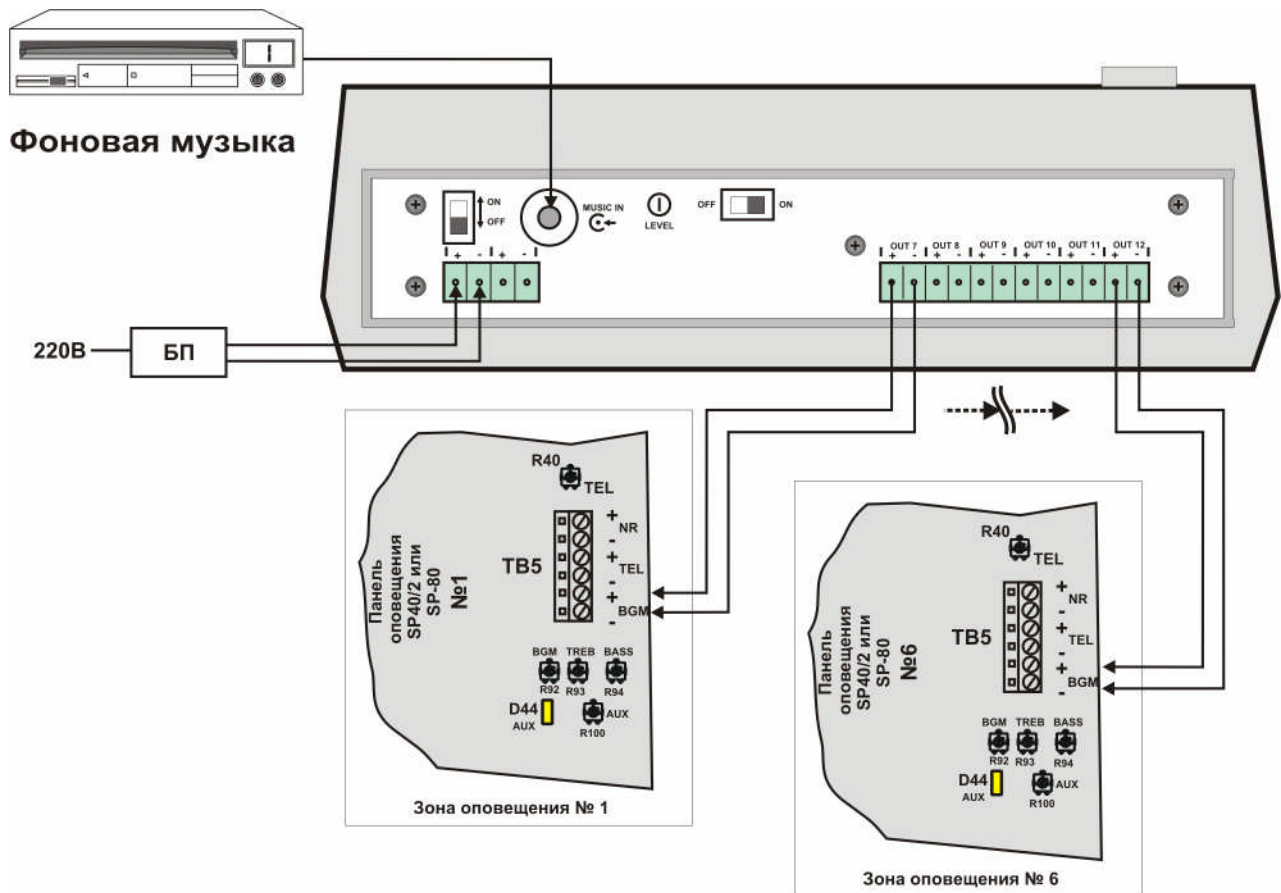 Фоновая музыка
ON
OFF
MUSIC IN
LEVEL
OFF
ON
+ - + -
OUT 7 OUT 8 OUT 9 OUT 10 OUT 11 OUT 12
+ - + - + - + - + - + -
220В
БП
R40
TEL
Панель
оповещения
SP40/2 или
SP-80
№1
TB5
+
NR
-
+
TEL
-
+
BGM
-
BGM TREB BASS
R92 R93 R94
D44
AUX
AUX
R100
Зона оповещения № 1
R40
TEL
Панель
оповещения
SP40/2 или
SP-80
№6
TB5
+
NR
-
+
TEL
-
+
BGM
-
BGM TREB BASS
R92 R93 R94
D44
AUX
AUX
R100
Зона оповещения № 6